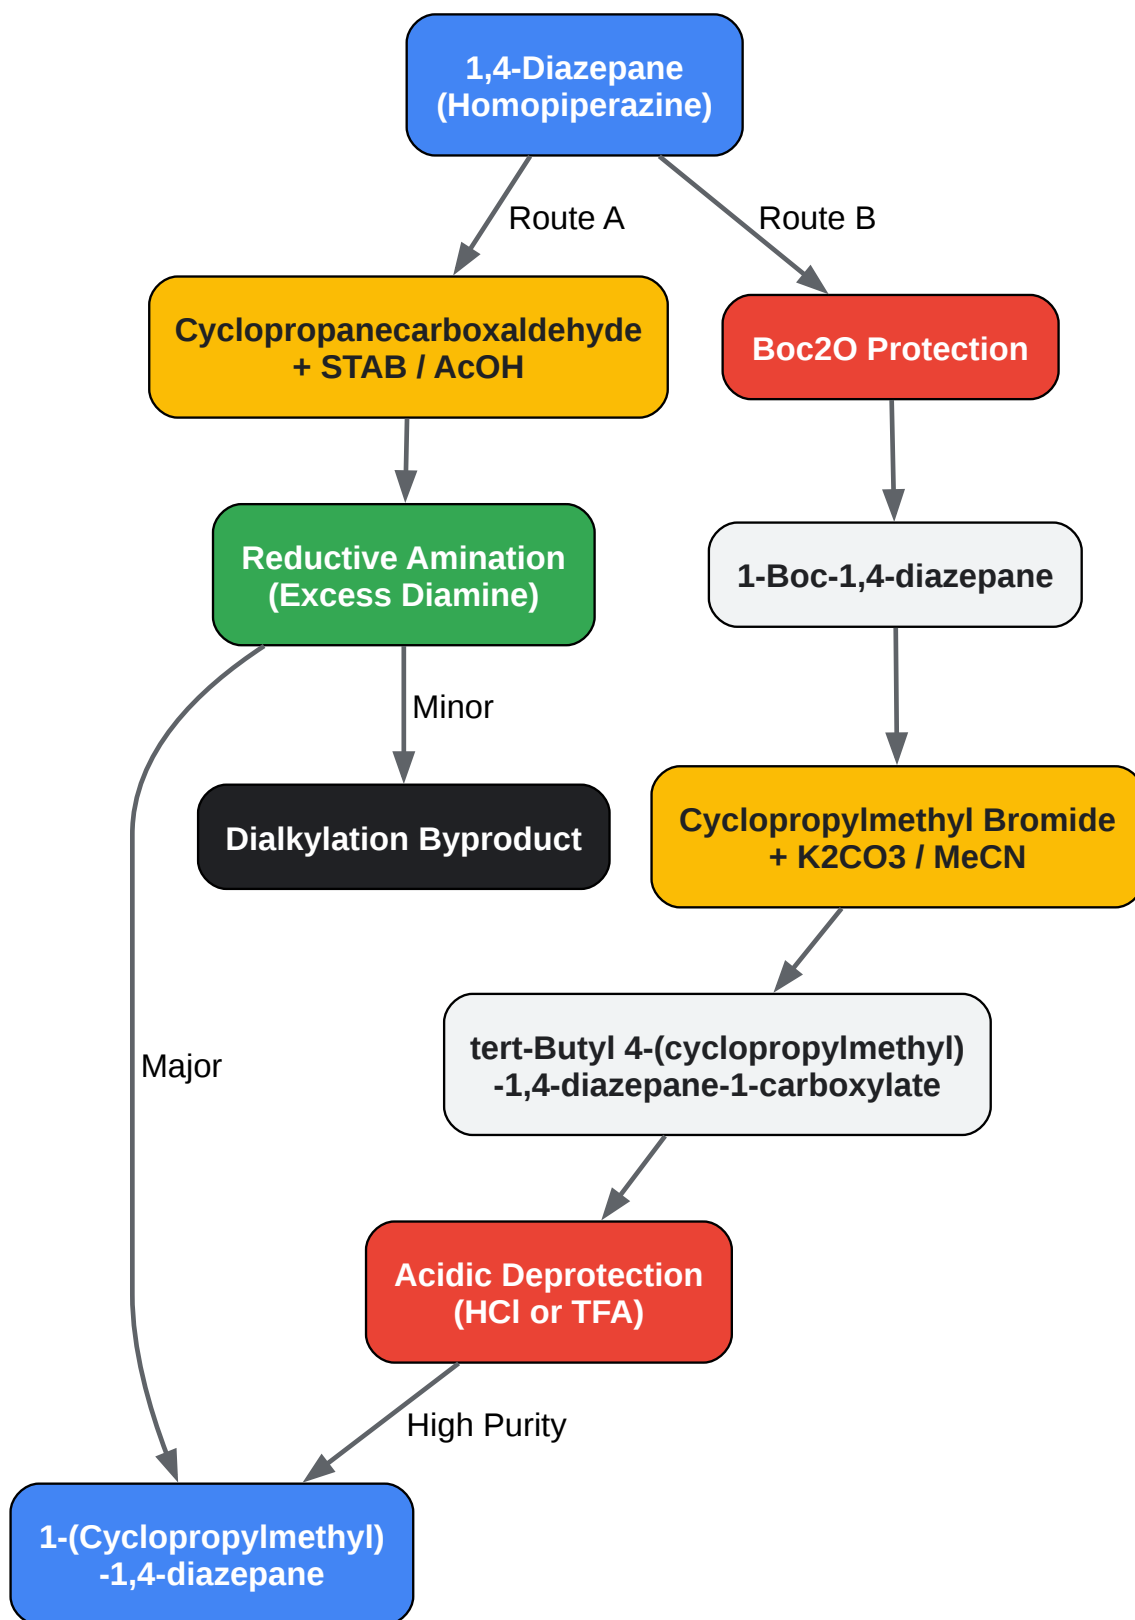 1,4-Diazepane
(Homopiperazine)
Route A
Route B
Cyclopropanecarboxaldehyde
+ STAB / AcOH
Boc2O Protection
Reductive Amination
(Excess Diamine)
1-Boc-1,4-diazepane
Minor
Dialkylation Byproduct
Cyclopropylmethyl Bromide
+ K2CO3 / MeCN
Major
tert-Butyl 4-(cyclopropylmethyl)
-1,4-diazepane-1-carboxylate
Acidic Deprotection
(HCl or TFA)
High Purity
1-(Cyclopropylmethyl)
-1,4-diazepane